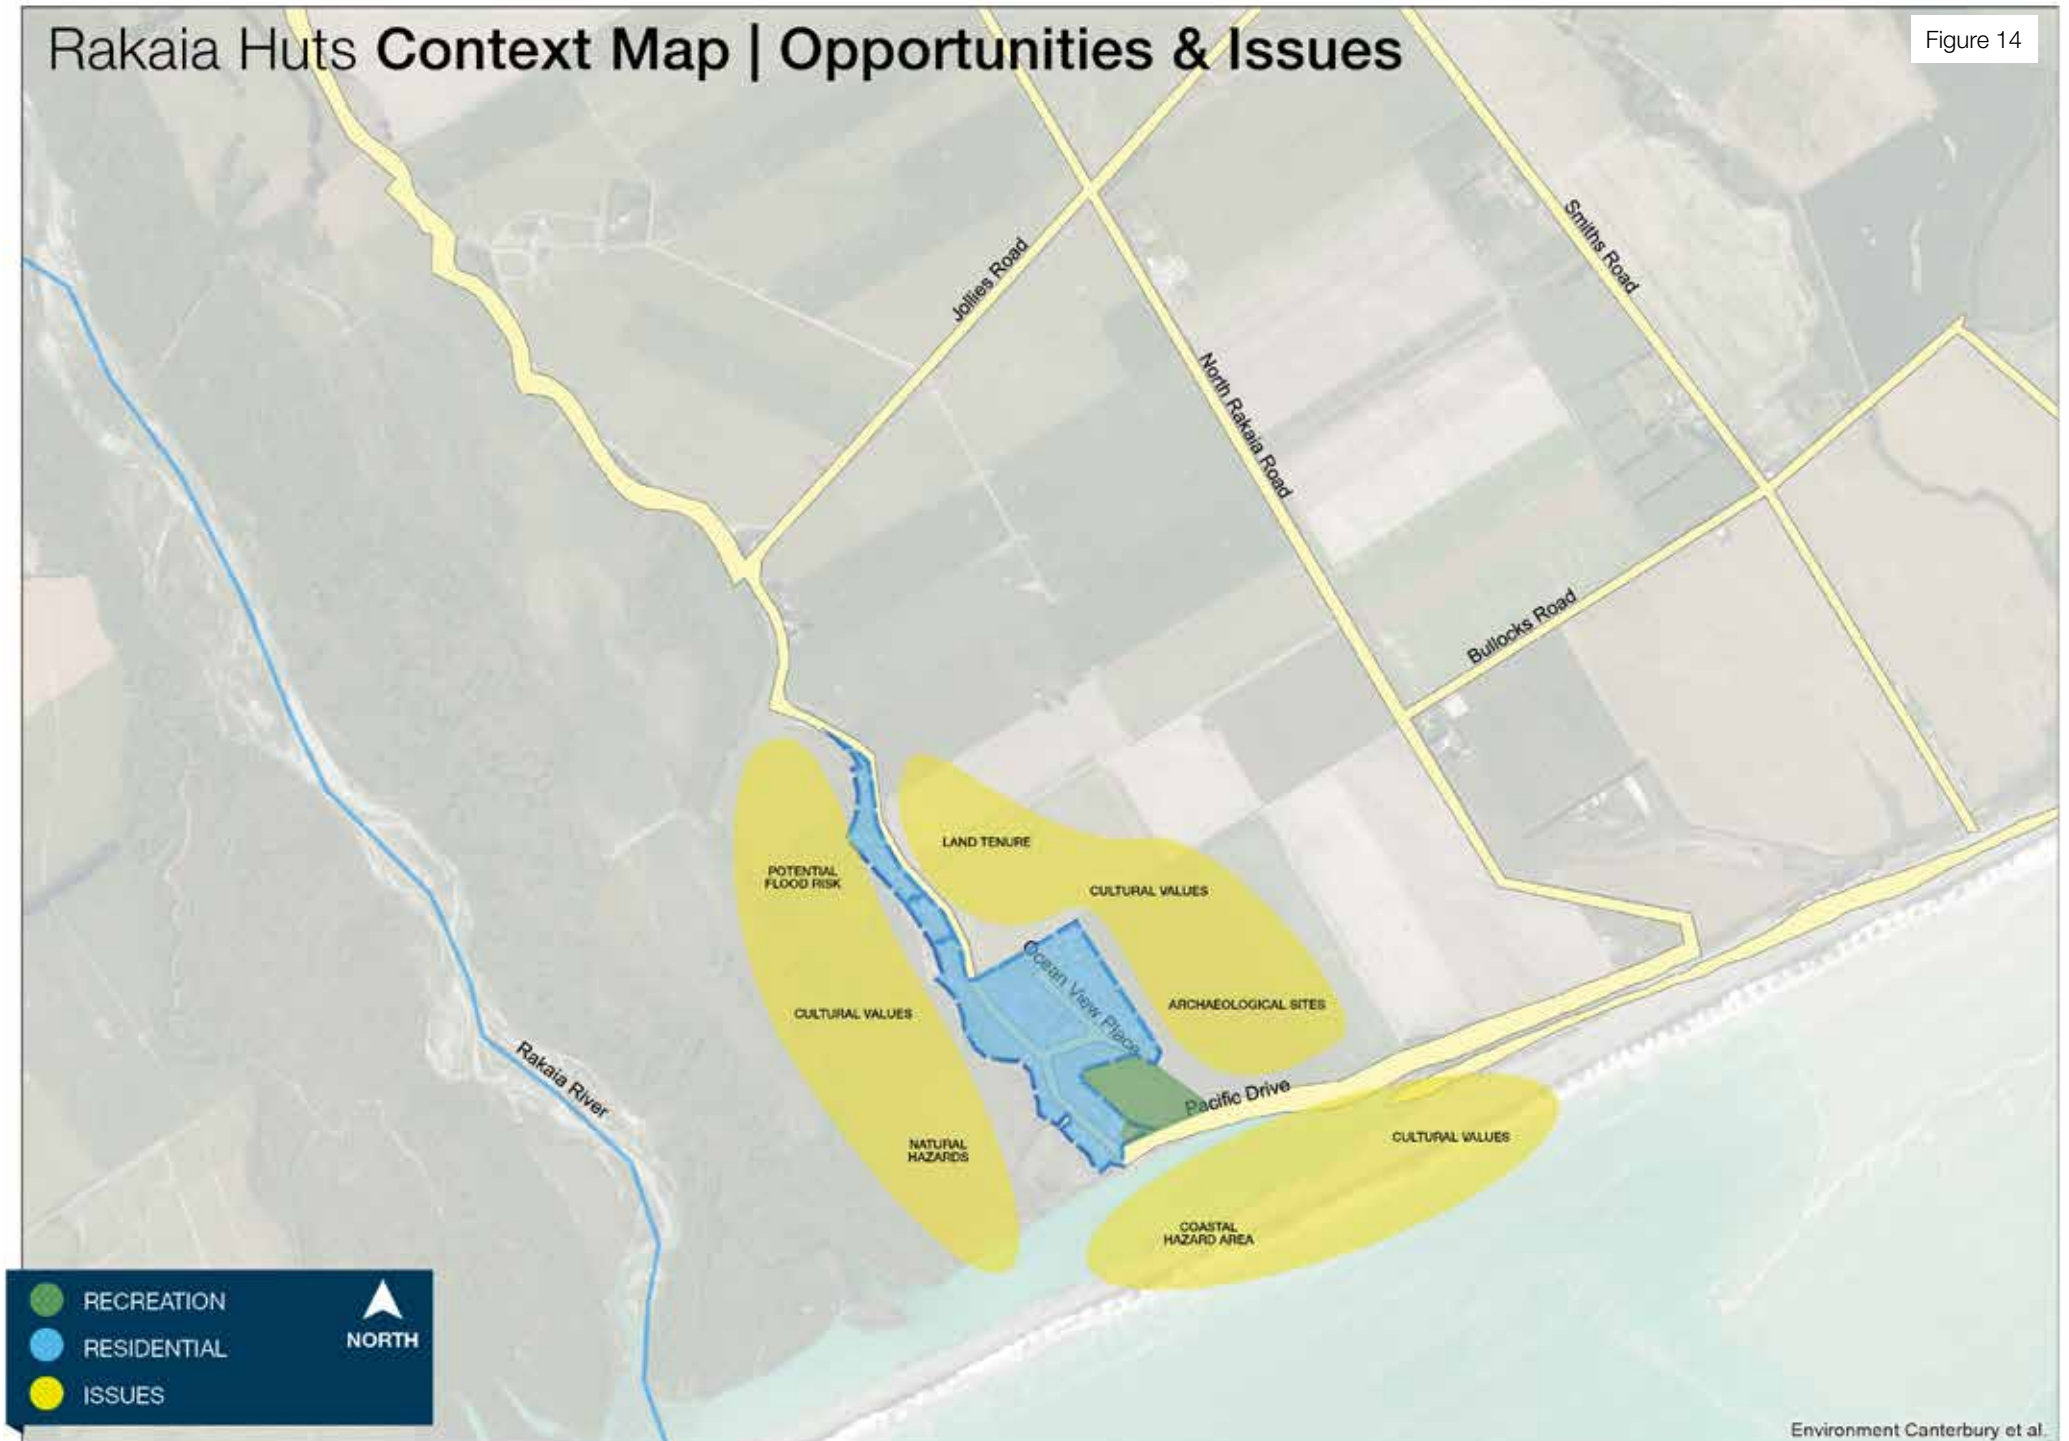 Rakaia Huts Context Map | Opportunities & Issues
Figure 14
Jollies Road
Smiths Road
North Rakaia Road
Bullocks Road
LAND TENURE
POTENTIAL
FLOOD RISK
CULTURAL VALUES
Ocean View Place
ARCHAEOLOGICAL SITES
CULTURAL VALUES
Rakaia River
Pacific Drive
NATURAL
HAZARDS
CULTURAL VALUES
COASTAL
HAZARD AREA
RECREATION
RESIDENTIAL
ISSUES
NORTH
Environment Canterbury et al.